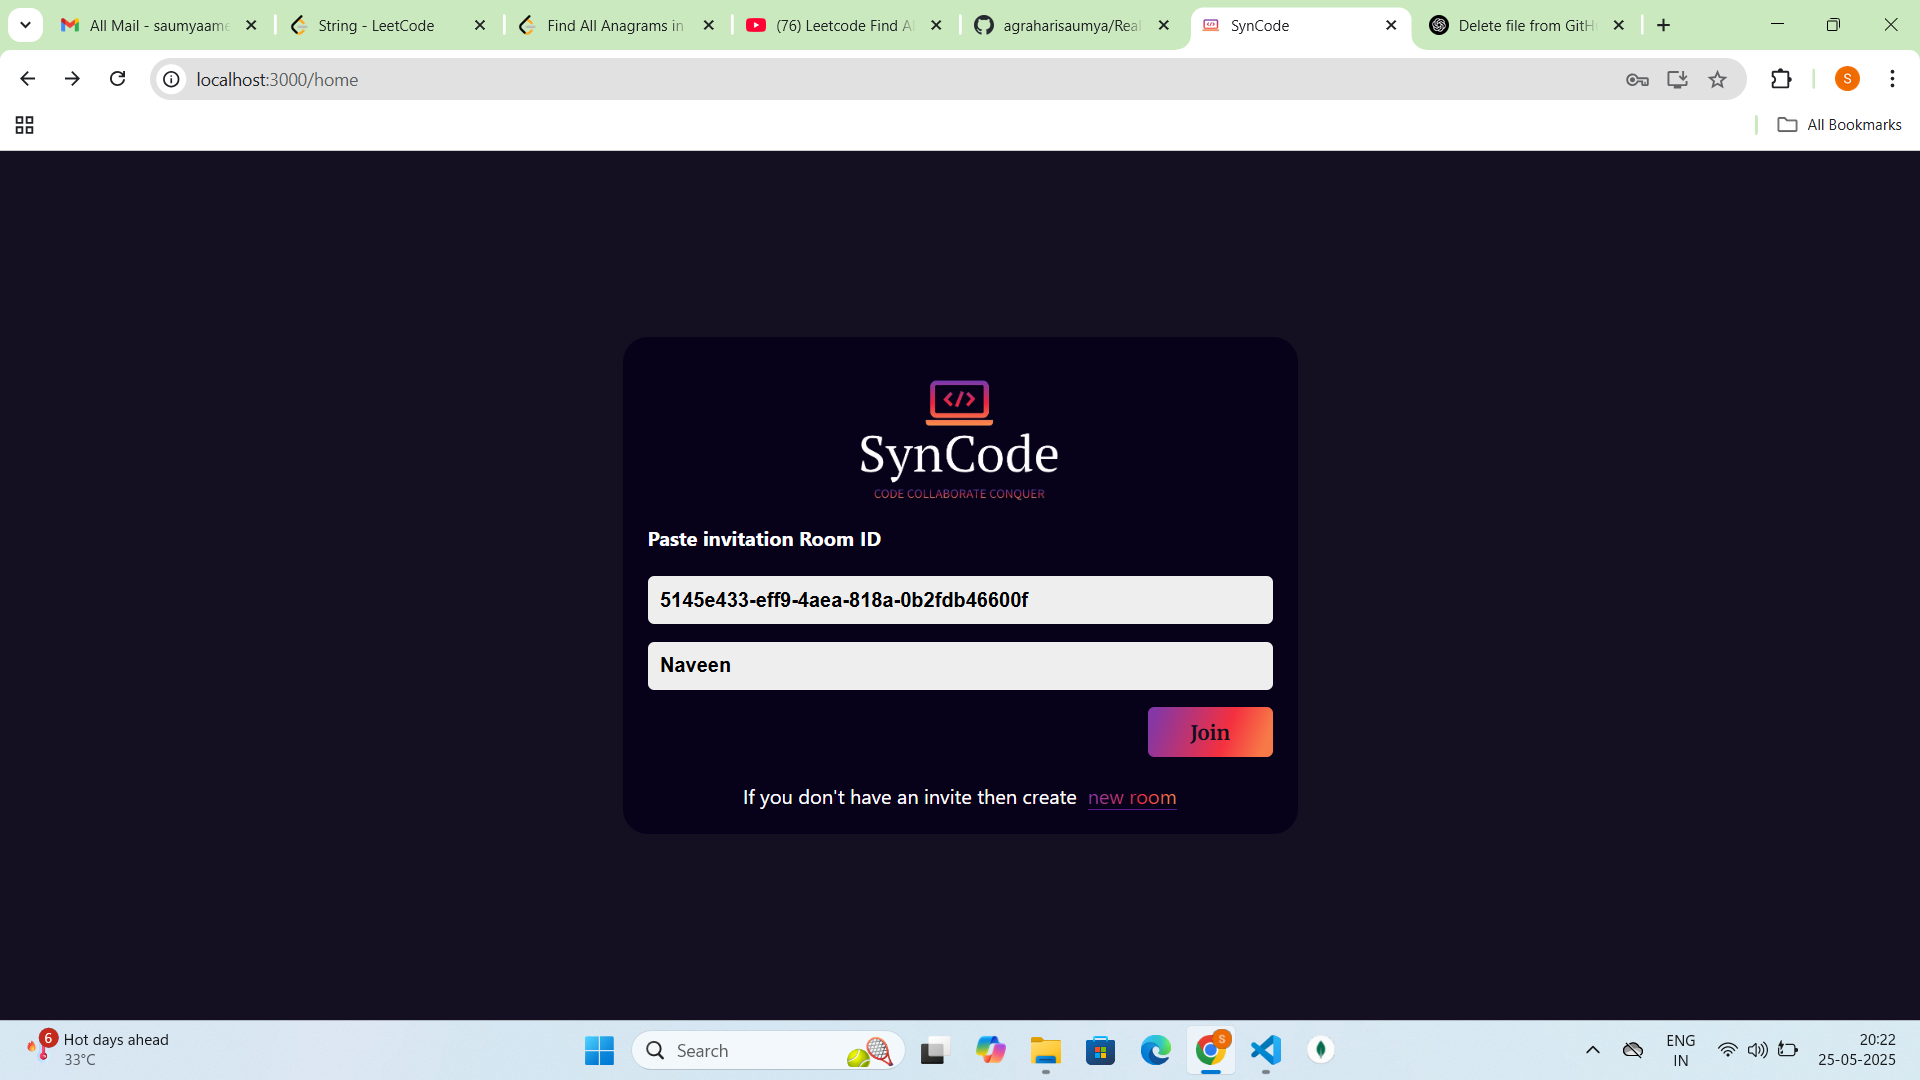 All Mail - saumyaame
String - LeetCode
Find All Anagrams in
(76) Leetcode Find Al
agraharisaumya/Real
SynCode
Delete file from GitHu
localhost:3000/home
S
All Bookmarks
</>
SynCode
CODE COLLABORATE CONQUER
Paste invitation Room ID
5145e433-eff9-4aea-818a-0b2fdb46600f
Naveen
Join
If you don't have an invite then create new room
6
Hot days ahead
33°C
Search
S
ENG
IN
20:22
25-05-2025